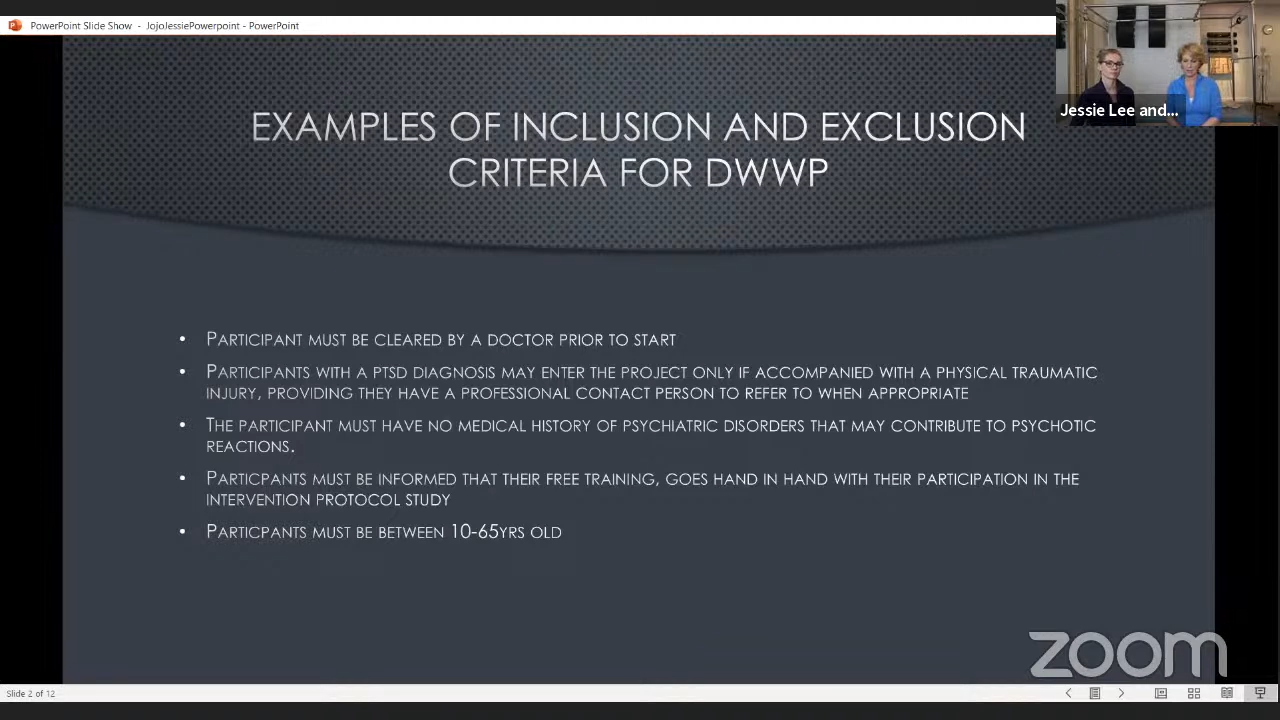 PowerPoint Slide Show - JojoJessiePowerpoint - PowerPoint
Jessie Lee and...
EXAMPLES OF INCLUSION AND EXCLUSION
CRITERIA FOR DWWP
• PARTICIPANT MUST BE CLEARED BY A DOCTOR PRIOR TO START
• PARTICIPANTS WITH A PTSD DIAGNOSIS MAY ENTER THE PROJECT ONLY IF ACCOMPANIED WITH A PHYSICAL TRAUMATIC
INJURY, PROVIDING THEY HAVE A PROFESSIONAL CONTACT PERSON TO REFER TO WHEN APPROPRIATE
• THE PARTICIPANT MUST HAVE NO MEDICAL HISTORY OF PSYCHIATRIC DISORDERS THAT MAY CONTRIBUTE TO PSYCHOTIC
REACTIONS.
• PARTICPANTS MUST BE INFORMED THAT THEIR FREE TRAINING, GOES HAND IN HAND WITH THEIR PARTICIPATION IN THE
INTERVENTION PROTOCOL STUDY
• PARTICPANTS MUST BE BETWEEN 10-65YRS OLD
zoom
Slide 2 of 12